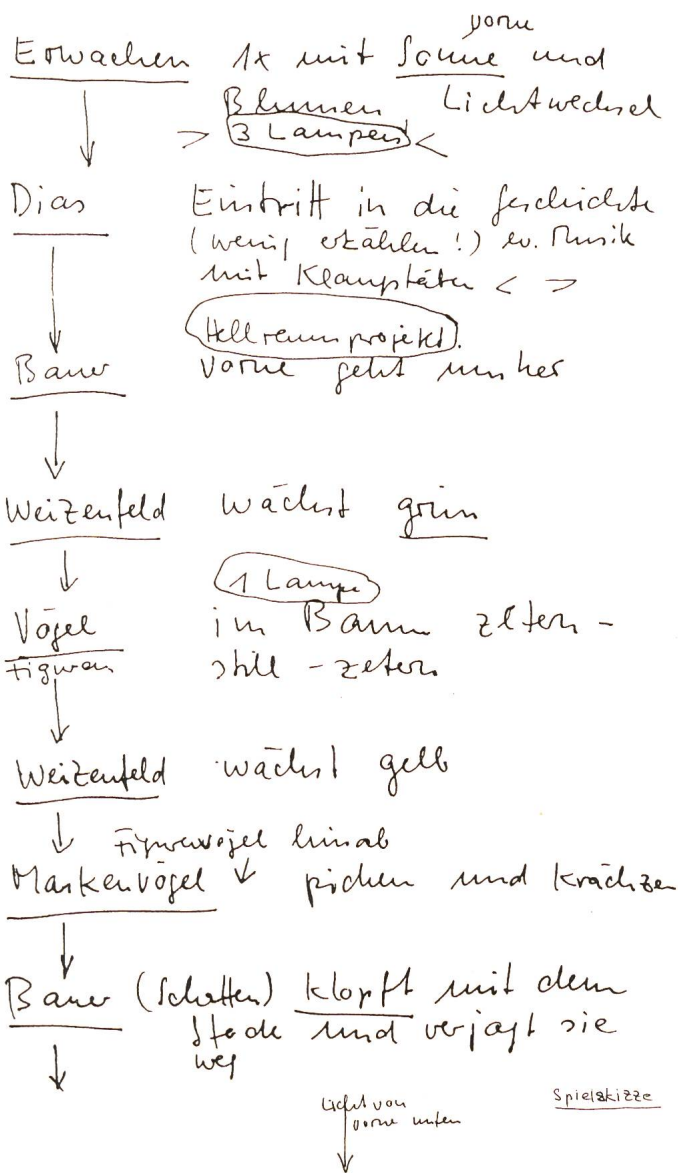 vorne
Erwachen 1x mit Sonne und
Blumen Lichtwechsel
> 3 Lampen <
Dias Eintritt in die Geschichte
(wenig erzählen!) ev. Musik
mit Klangstäben < >
Hellraumprojekt.
Bauer vorne geht umher
Weizenfeld wächst grün
1 Lampe
Vögel im Baum zetern -
Figuren still - zetern
Weizenfeld wächst gelb
Figurenvögel hinab
Maskenvögel picken und krächzen
Bauer (Schatten) klopft mit dem
Stock und verjagt sie
weg
Licht von
vorne unten
Spielskizze